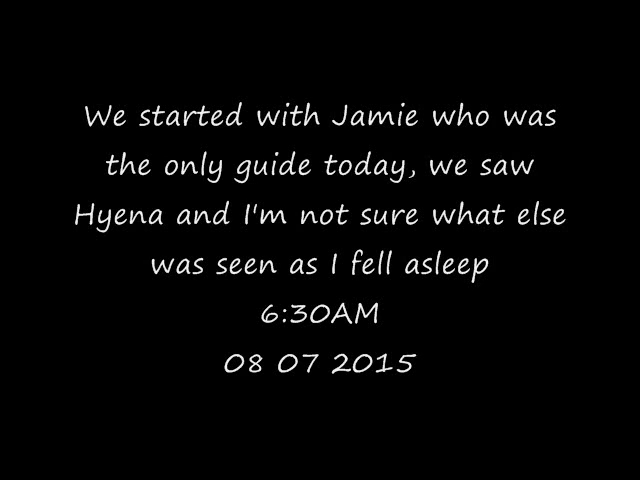 We started with Jamie who was
the only guide today, we saw
Hyena and I'm not sure what else
was seen as I fell asleep
6:30AM
08 07 2015